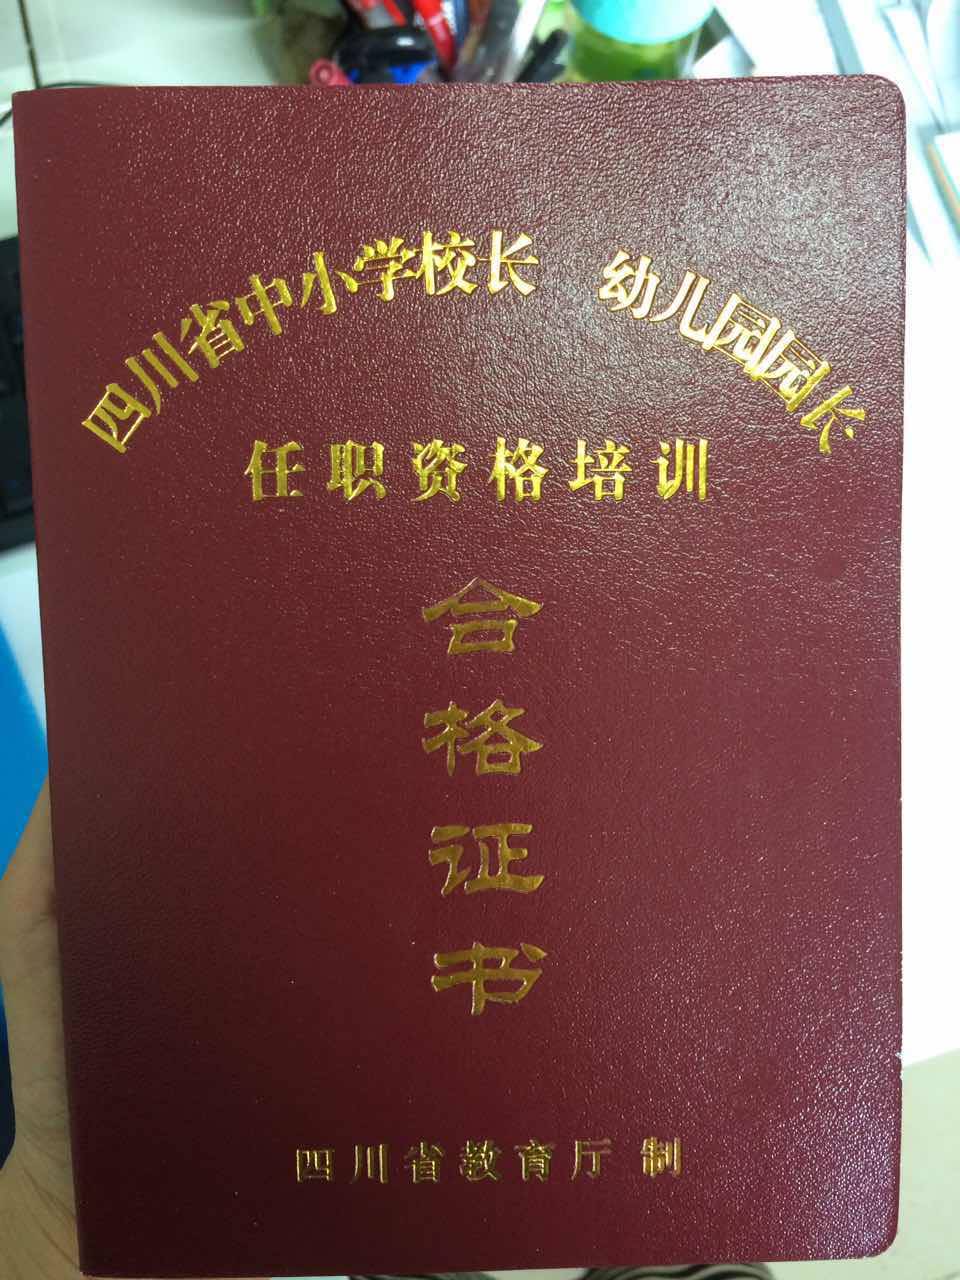 四川省中小学校长 幼儿园园长
任职资格培训
合格证书
四川省教育厅 制